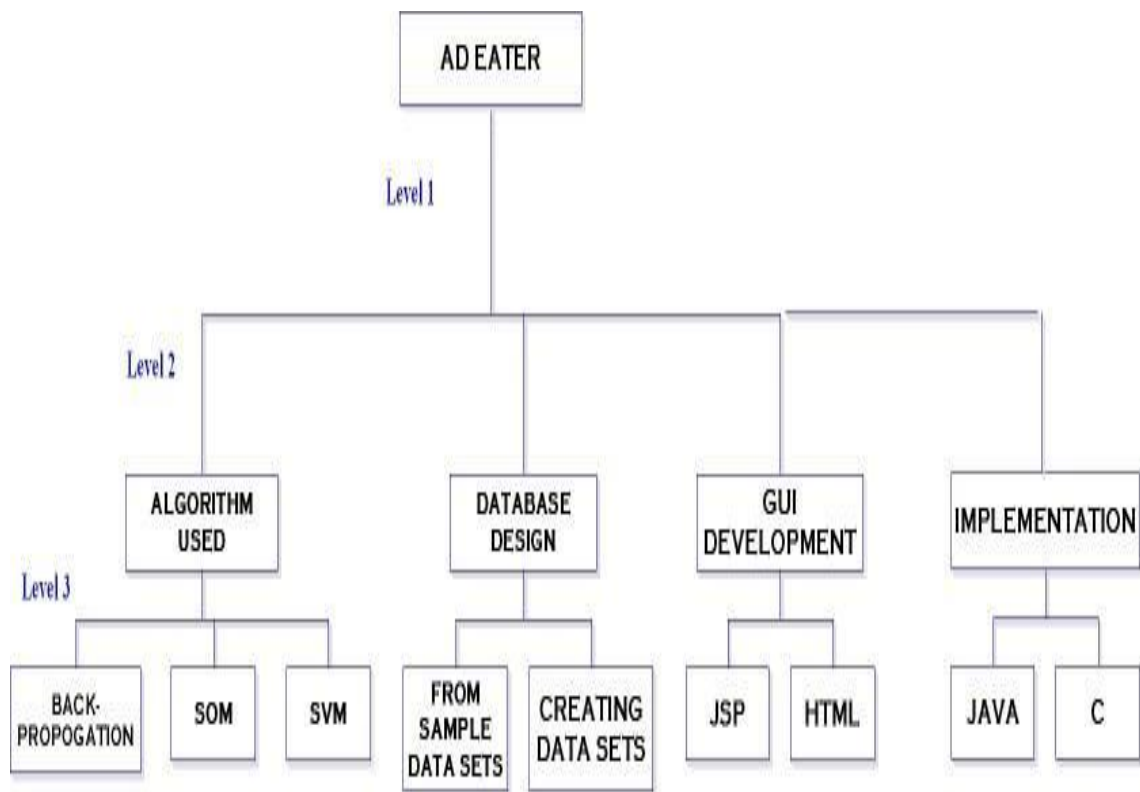 AD EATER
Level 1
Level 2
ALGORITHM
USED
DATABASE
DESIGN
GUI
DEVELOPMENT
IMPLEMENTATION
Level 3
BACK-
PROPOGATION
SOM
SVM
FROM
SAMPLE
DATA SETS
CREATING
DATA SETS
JSP
HTML
JAVA
C